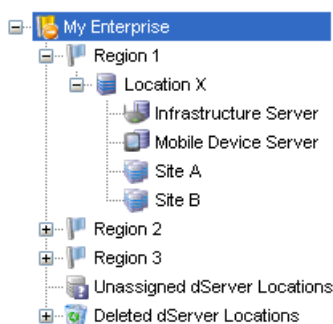 My Enterprise
Region 1
Location X
Infrastructure Server
Mobile Device Server
Site A
Site B
Region 2
Region 3
Unassigned dServer Locations
Deleted dServer Locations